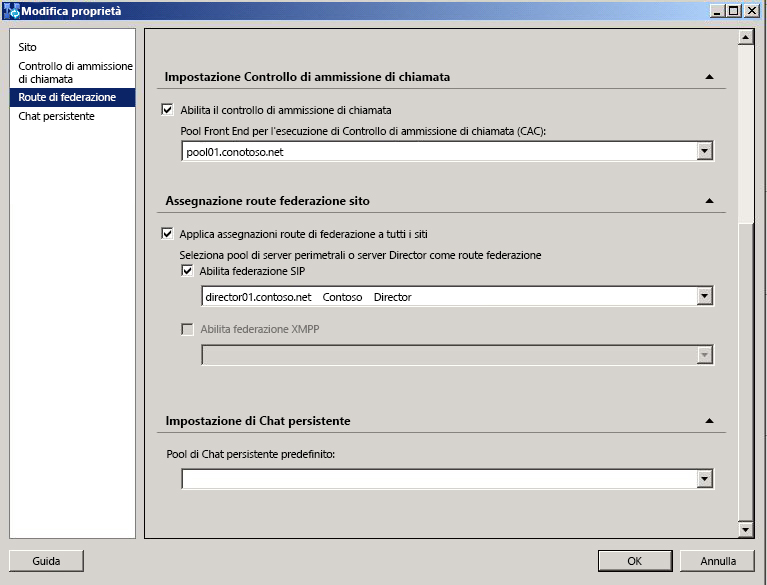 Modifica proprietà
Sito
Controllo di ammissione
di chiamata
Route di federazione
Chat persistente
Impostazione Controllo di ammissione di chiamata
Abilita il controllo di ammissione di chiamata
Pool Front End per l'esecuzione di Controllo di ammissione di chiamata (CAC):
pool01.conotoso.net
Assegnazione route federazione sito
Applica assegnazioni route di federazione a tutti i siti
Seleziona pool di server perimetrali o server Director come route federazione
Abilita federazione SIP
director01.contoso.net Contoso Director
Abilita federazione XMPP
Impostazione di Chat persistente
Pool di Chat persistente predefinito:
Guida
OK
Annulla